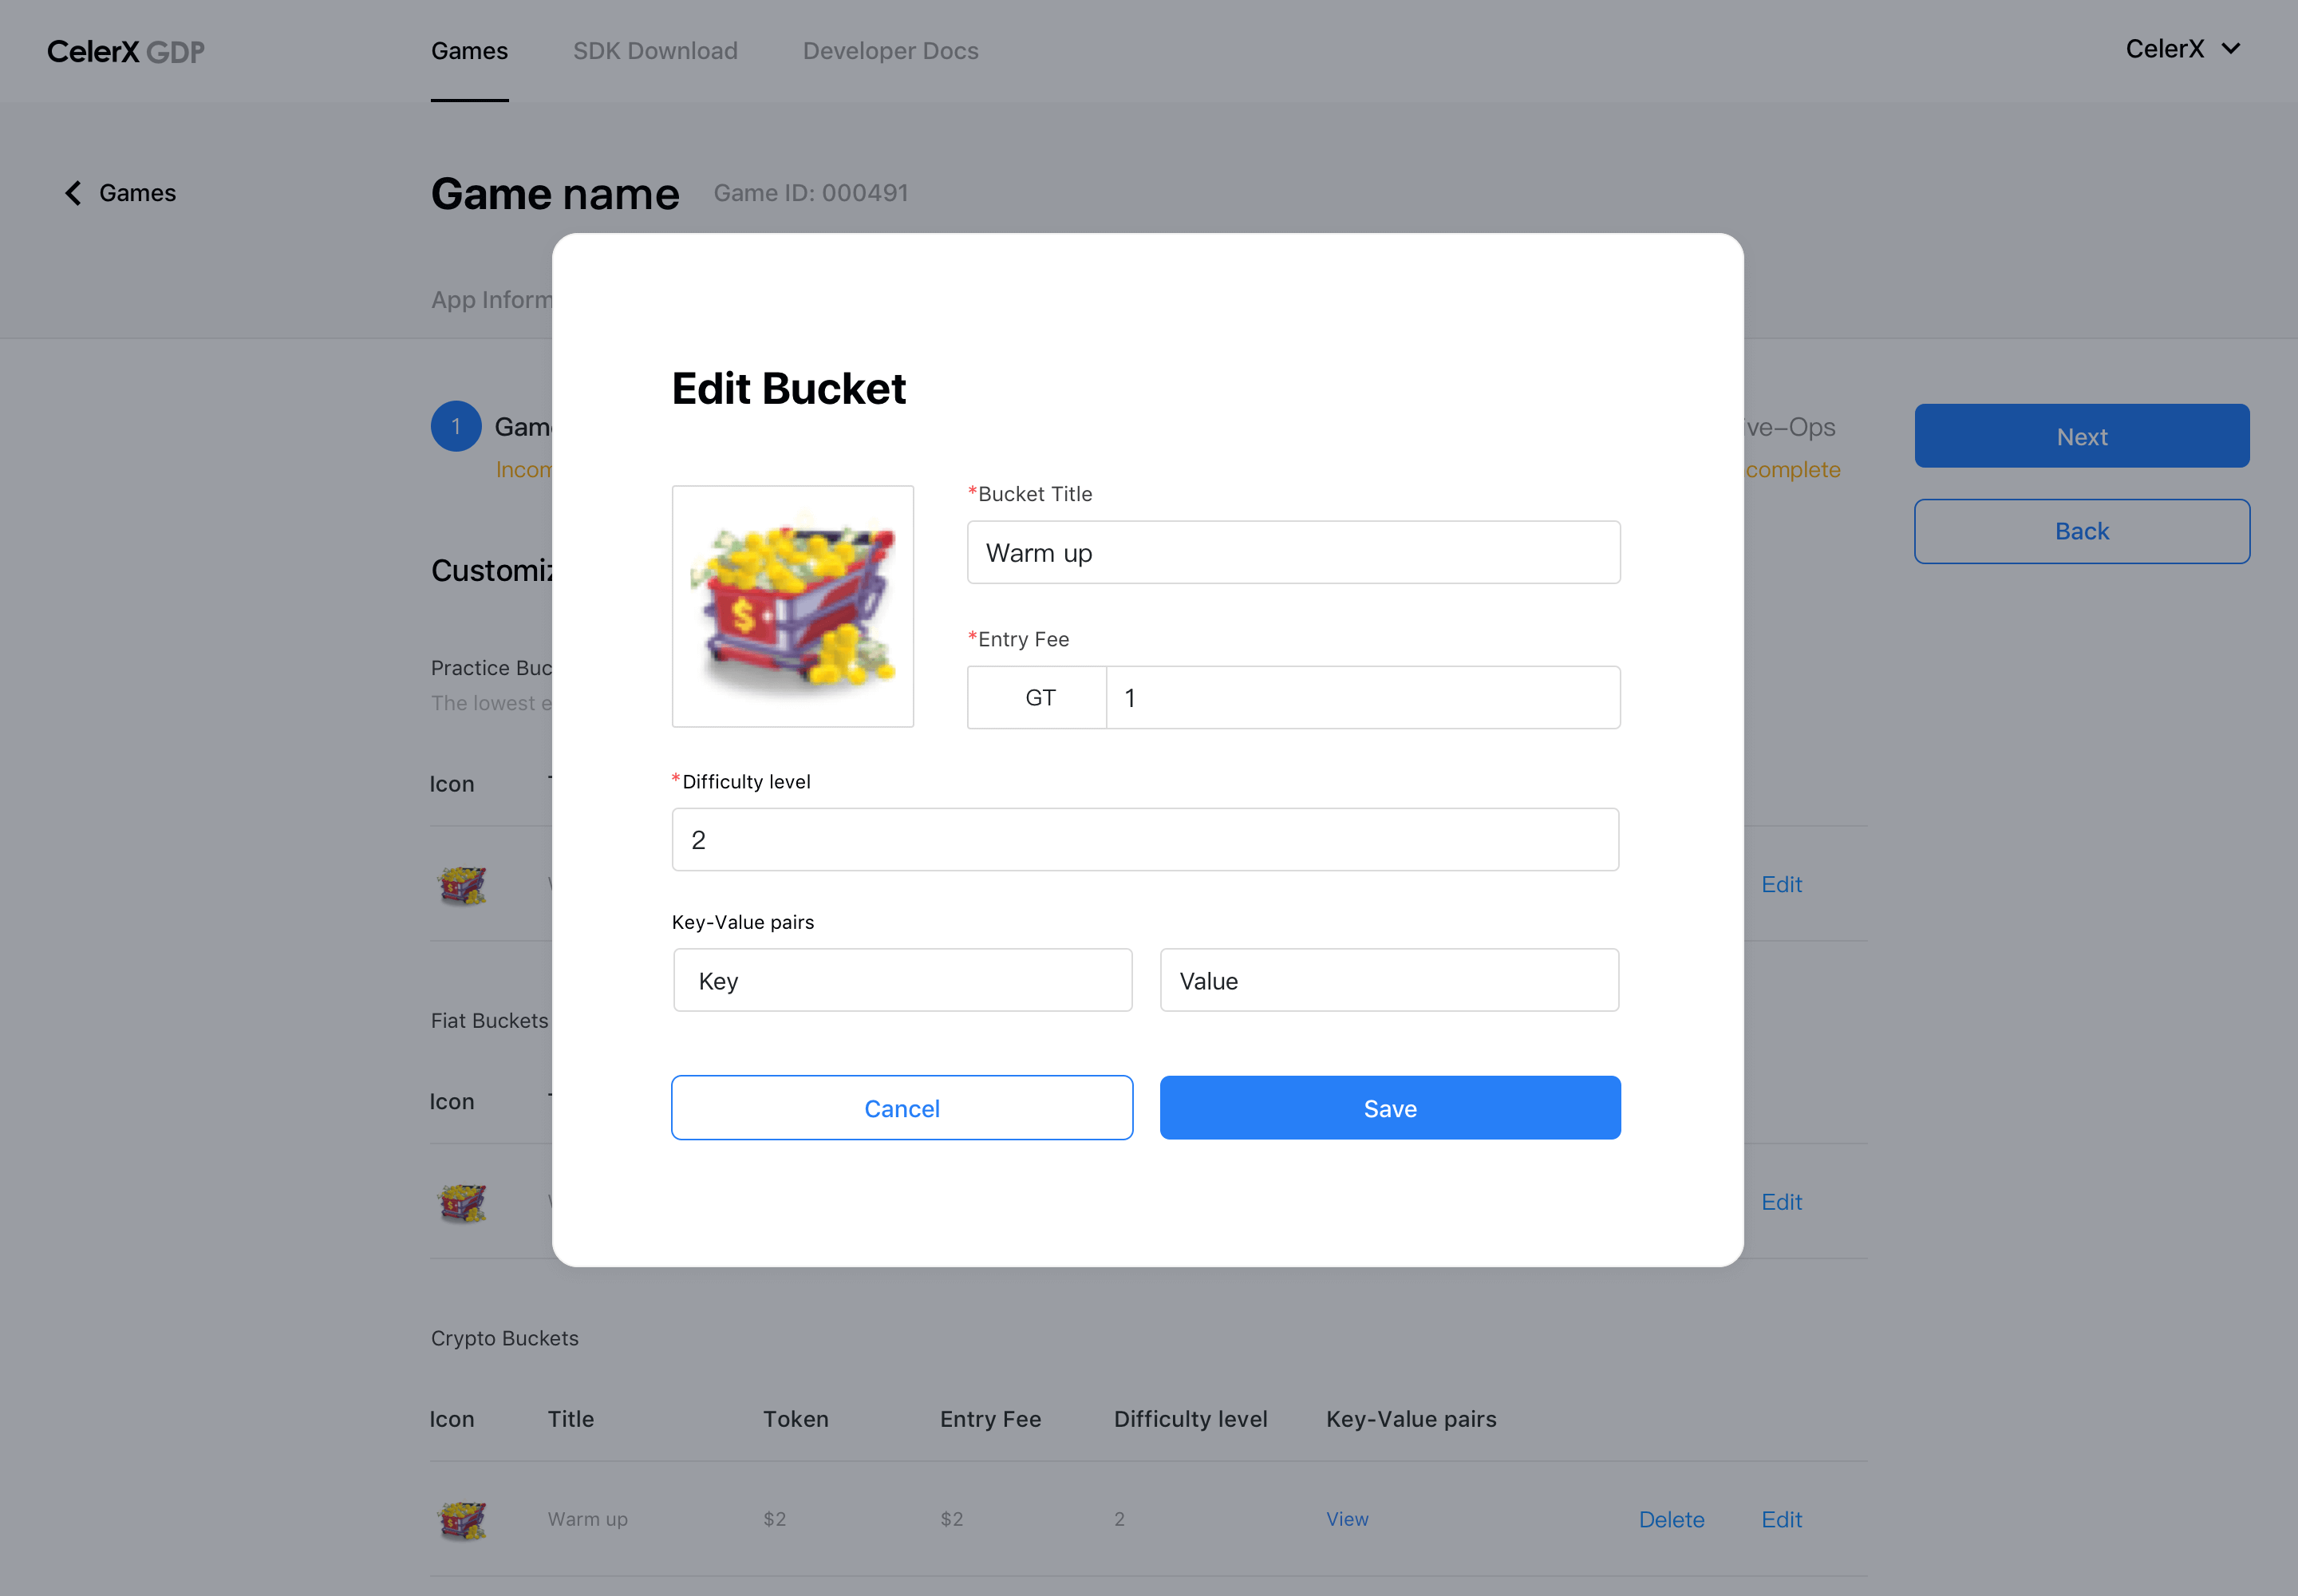 CelerX GDP
Games
SDK Download
Developer Docs
CelerX
Games
Game name
Game ID: 000491
App Inform
1
Game
Incom
ive-Ops
complete
Next
Back
Customiz
Practice Buc
The lowest e
Icon
Edit
Fiat Buckets
Icon
Edit
Edit Bucket
$
*Bucket Title
Warm up
*Entry Fee
GT
1
*Difficulty level
2
Key-Value pairs
Key
Value
Cancel
Save
Crypto Buckets
Icon Title Token Entry Fee Difficulty level Key-Value pairs
Warm up $2 $2 2 View Delete Edit